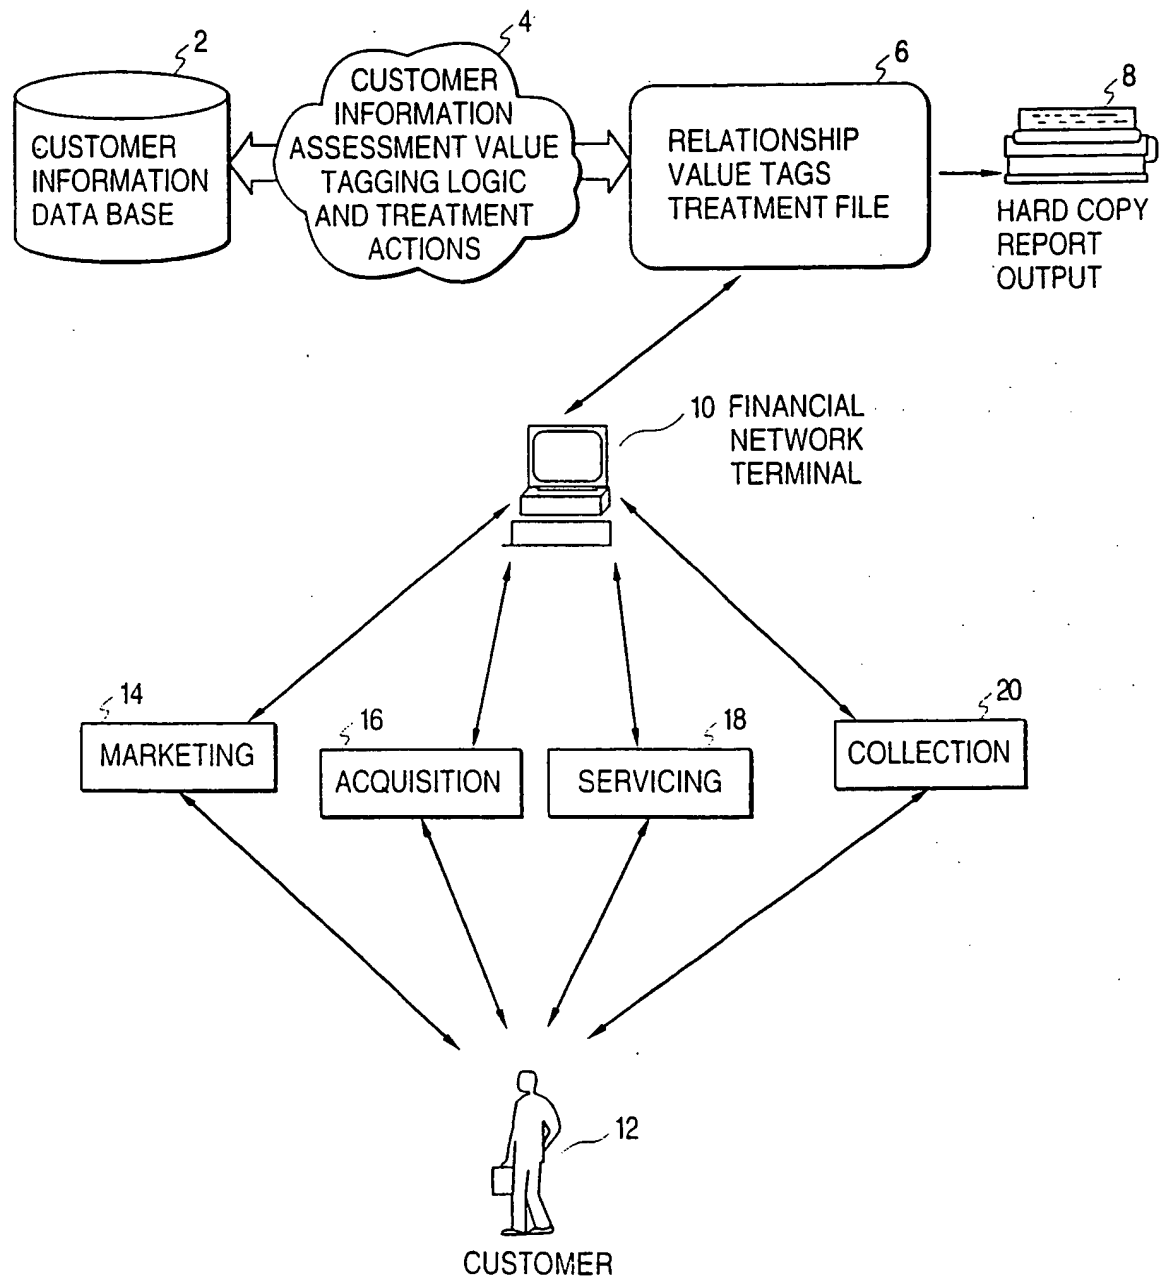 2
CUSTOMER
INFORMATION
DATA BASE
4
CUSTOMER
INFORMATION
ASSESSMENT VALUE
TAGGING LOGIC
AND TREATMENT
ACTIONS
6
RELATIONSHIP
VALUE TAGS
TREATMENT FILE
8
HARD COPY
REPORT
OUTPUT
10 FINANCIAL
NETWORK
TERMINAL
14
MARKETING
16
ACQUISITION
18
SERVICING
20
COLLECTION
12
CUSTOMER